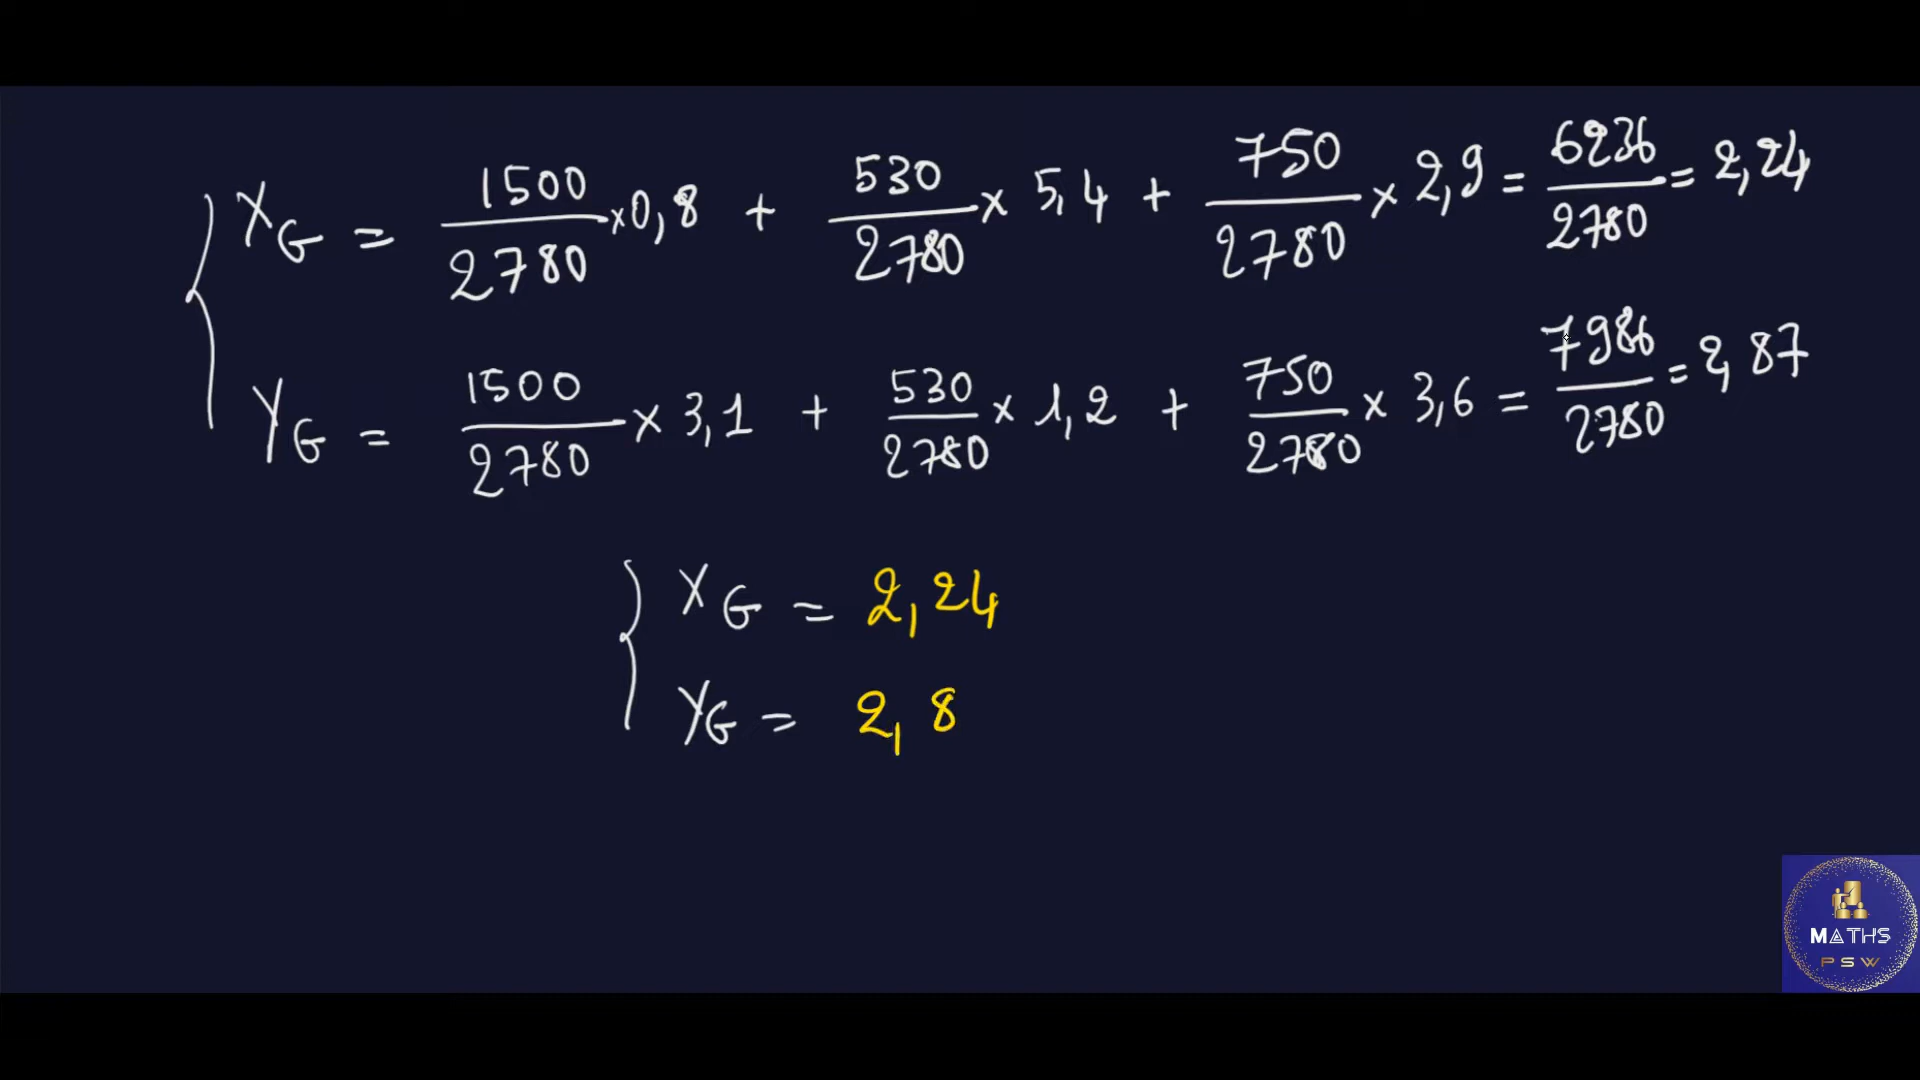 X_G = 1500/2780 × 0,8 + 530/2780 × 5,4 + 750/2780 × 2,9 = 6236/2780 = 2,24
Y_G = 1500/2780 × 3,1 + 530/2780 × 1,2 + 750/2780 × 3,6 = 7986/2780 = 2,87
X_G = 2,24
Y_G = 2,8
MATHS
PSW